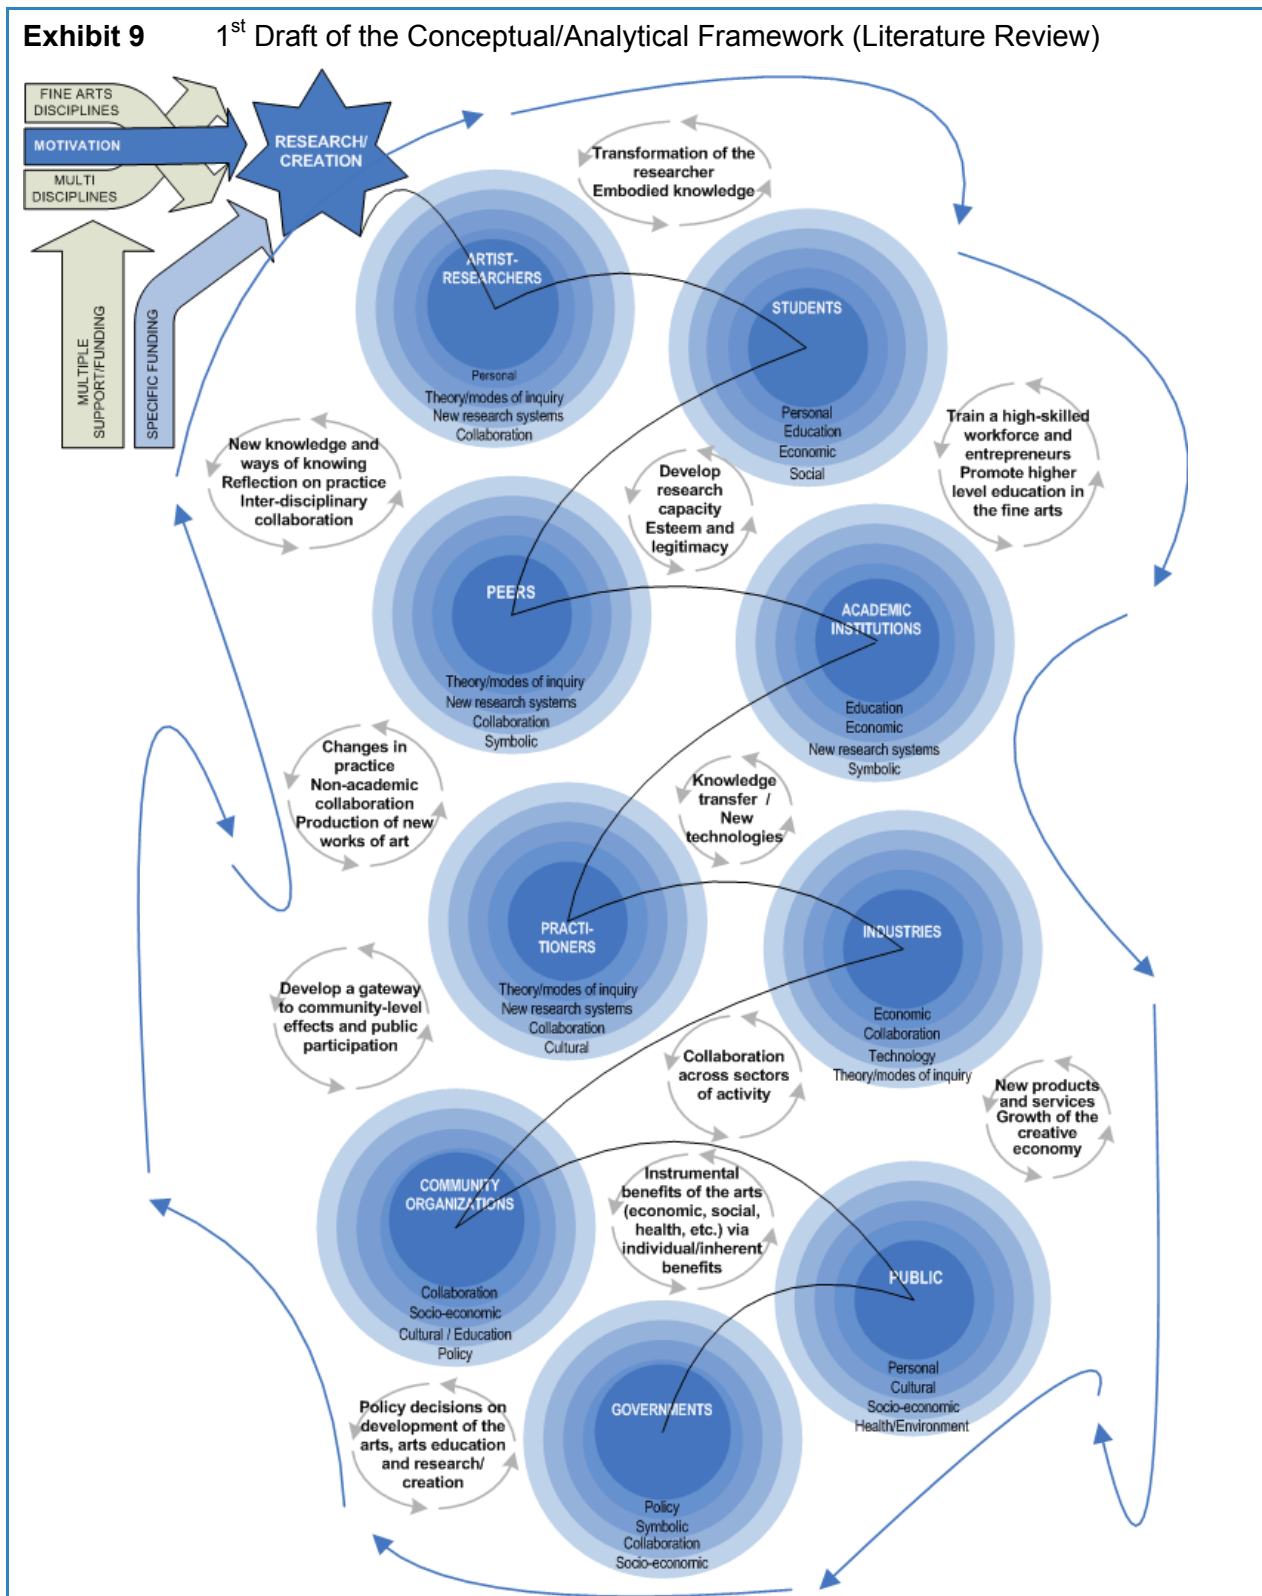 Exhibit 9 1st Draft of the Conceptual/Analytical Framework (Literature Review)
FINE ARTS
DISCIPLINES
MOTIVATION
MULTI
DISCIPLINES
RESEARCH/
CREATION
MULTIPLE
SUPPORT/FUNDING
SPECIFIC FUNDING
Transformation of the
researcher
Embodied knowledge
ARTIST-
RESEARCHERS
Personal
Theory/modes of inquiry
New research systems
Collaboration
STUDENTS
Personal
Education
Economic
Social
New knowledge and
ways of knowing
Reflection on practice
Inter-disciplinary
collaboration
Develop
research
capacity
Esteem and
legitimacy
Train a high-skilled
workforce and
entrepreneurs
Promote higher
level education in
the fine arts
PEERS
Theory/modes of inquiry
New research systems
Collaboration
Symbolic
ACADEMIC
INSTITUTIONS
Education
Economic
New research systems
Symbolic
Changes in
practice
Non-academic
collaboration
Production of new
works of art
Knowledge
transfer /
New
technologies
PRACTI-
TIONERS
Theory/modes of inquiry
New research systems
Collaboration
Cultural
INDUSTRIES
Economic
Collaboration
Technology
Theory/modes of inquiry
Develop a gateway
to community-level
effects and public
participation
Collaboration
across sectors
of activity
New products
and services
Growth of the
creative
economy
COMMUNITY
ORGANIZATIONS
Collaboration
Socio-economic
Cultural / Education
Policy
Instrumental
benefits of the arts
(economic, social,
health, etc.) via
individual/inherent
benefits
PUBLIC
Personal
Cultural
Socio-economic
Health/Environment
Policy decisions on
development of the
arts, arts education
and research/
creation
GOVERNMENTS
Policy
Symbolic
Collaboration
Socio-economic